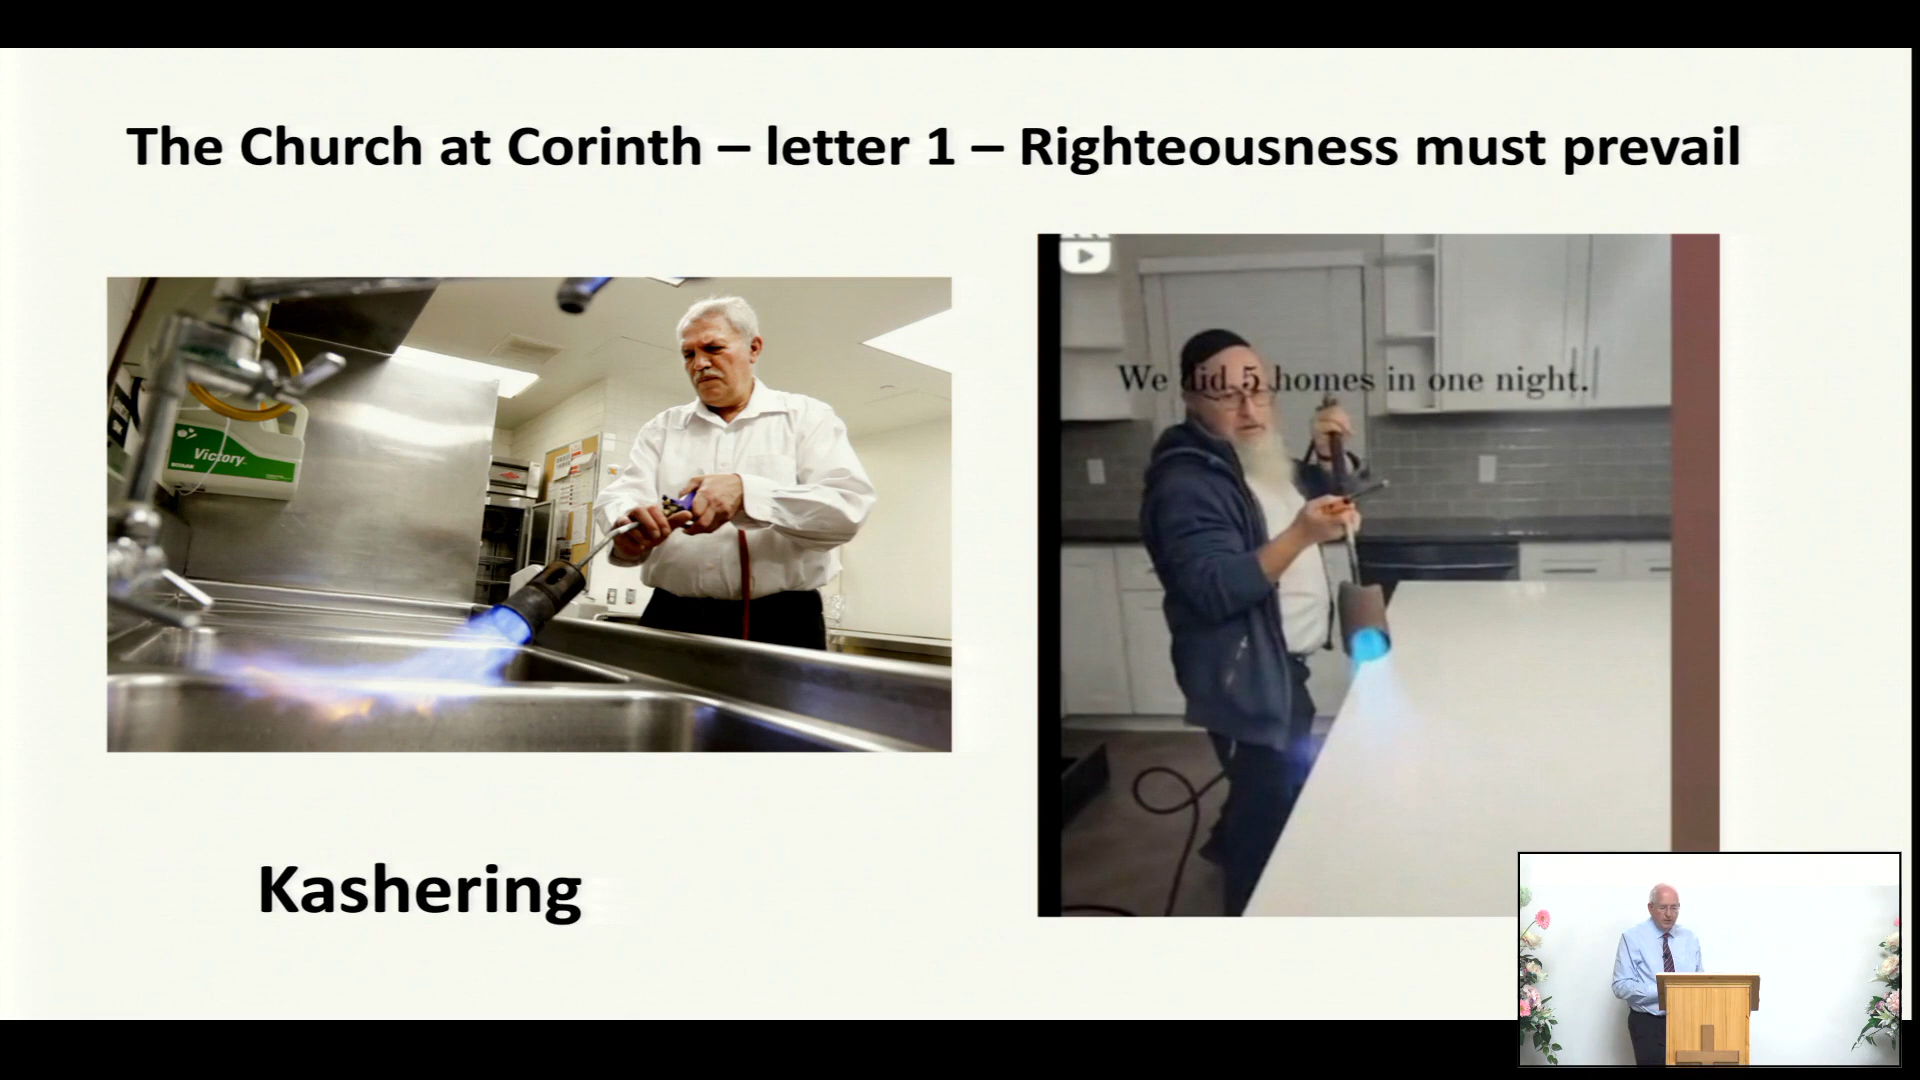 The Church at Corinth – letter 1 – Righteousness must prevail
Victory
We did 5 homes in one night.
Kashering